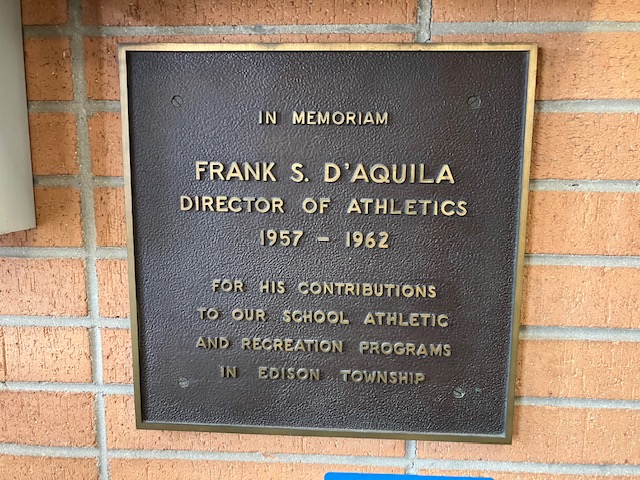 IN MEMORIAM
FRANK S. D'AQUILA
DIRECTOR OF ATHLETICS
1957 – 1962
FOR HIS CONTRIBUTIONS
TO OUR SCHOOL ATHLETIC
AND RECREATION PROGRAMS
IN EDISON TOWNSHIP